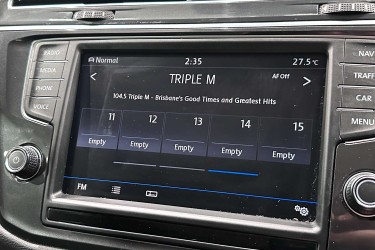 Normal 2:35 27.5°C
< TRIPLE M AF Off >
104.5 Triple M - Brisbane's Good Times and Greatest Hits
11 12 13 14 15
Empty Empty Empty Empty Empty
FM
RADIO
MEDIA
PHONE
VOICE
NAV
TRAFFIC
CAR
MENU